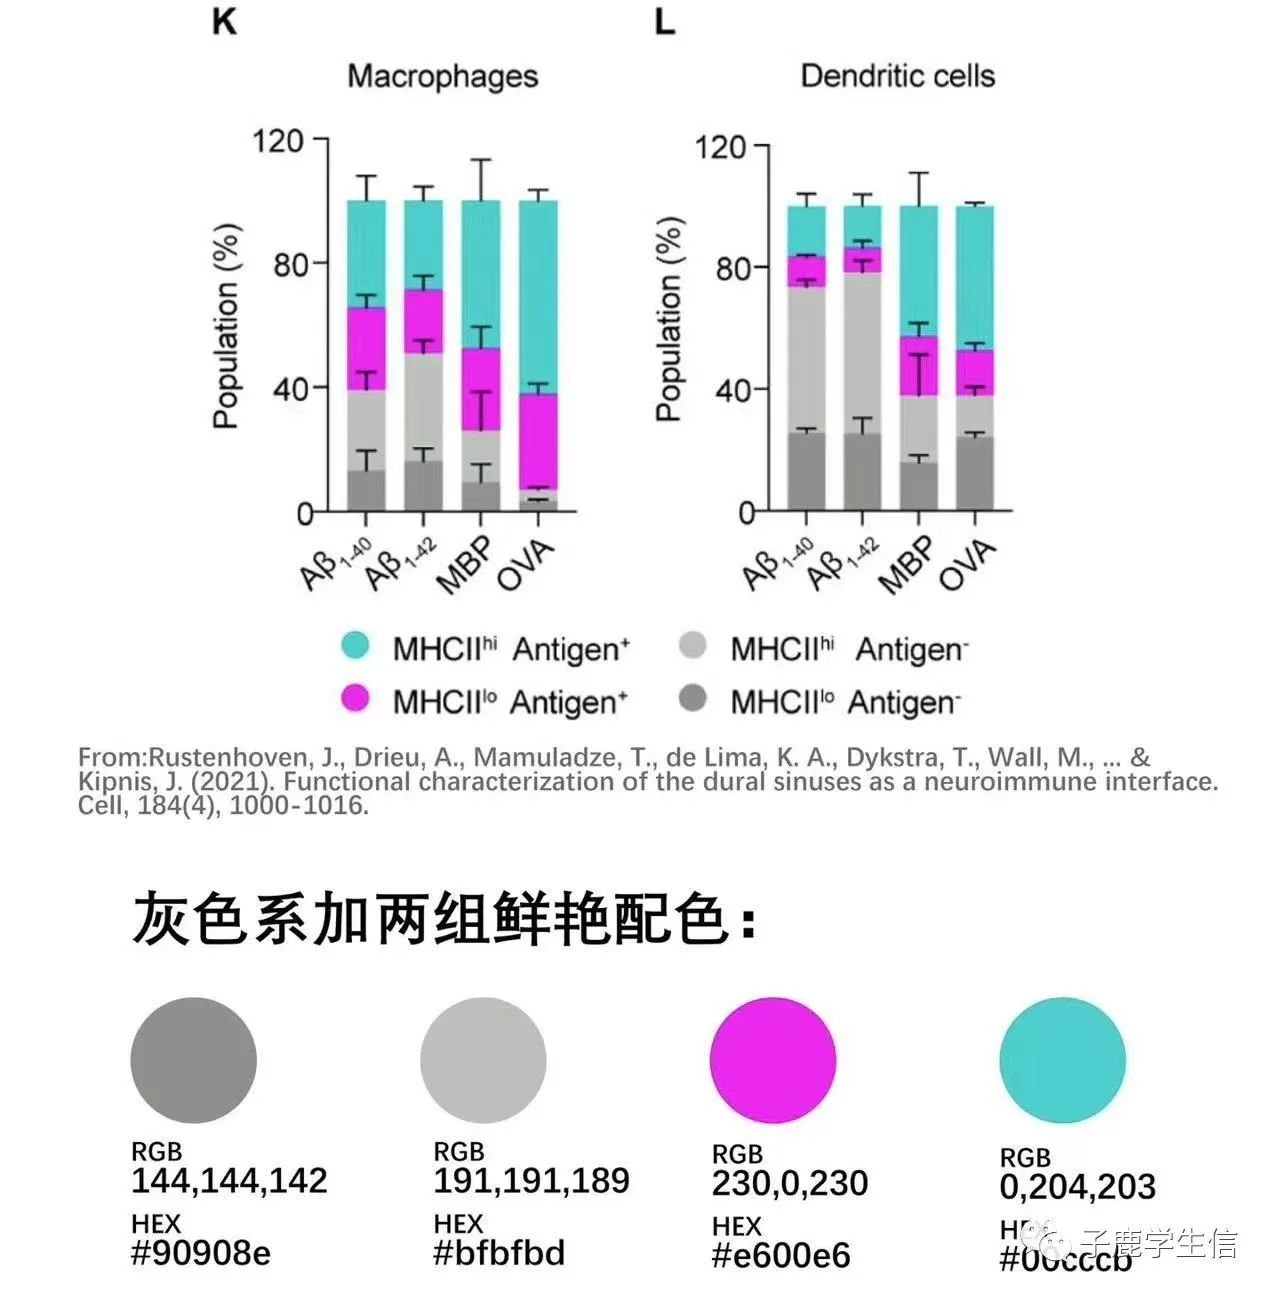 K
L
Macrophages
Dendritic cells
120
80
40
0
Population (%)
Aβ1-40
Aβ1-42
MBP
OVA
120
80
40
0
Population (%)
Aβ1-40
Aβ1-42
MBP
OVA
MHCIIhi Antigen+
MHCIIhi Antigen-
MHCIIlo Antigen+
MHCIIlo Antigen-
From:Rustenhoven, J., Drieu, A., Mamuladze, T., de Lima, K. A., Dykstra, T., Wall, M., ... &
Kipnis, J. (2021). Functional characterization of the dural sinuses as a neuroimmune interface.
Cell, 184(4), 1000-1016.
灰色系加两组鲜艳配色：
RGB
144,144,142
HEX
#90908e
RGB
191,191,189
HEX
#bfbfbd
RGB
230,0,230
HEX
#e600e6
RGB
0,204,203
HEX
#00cccb
子鹿学生信